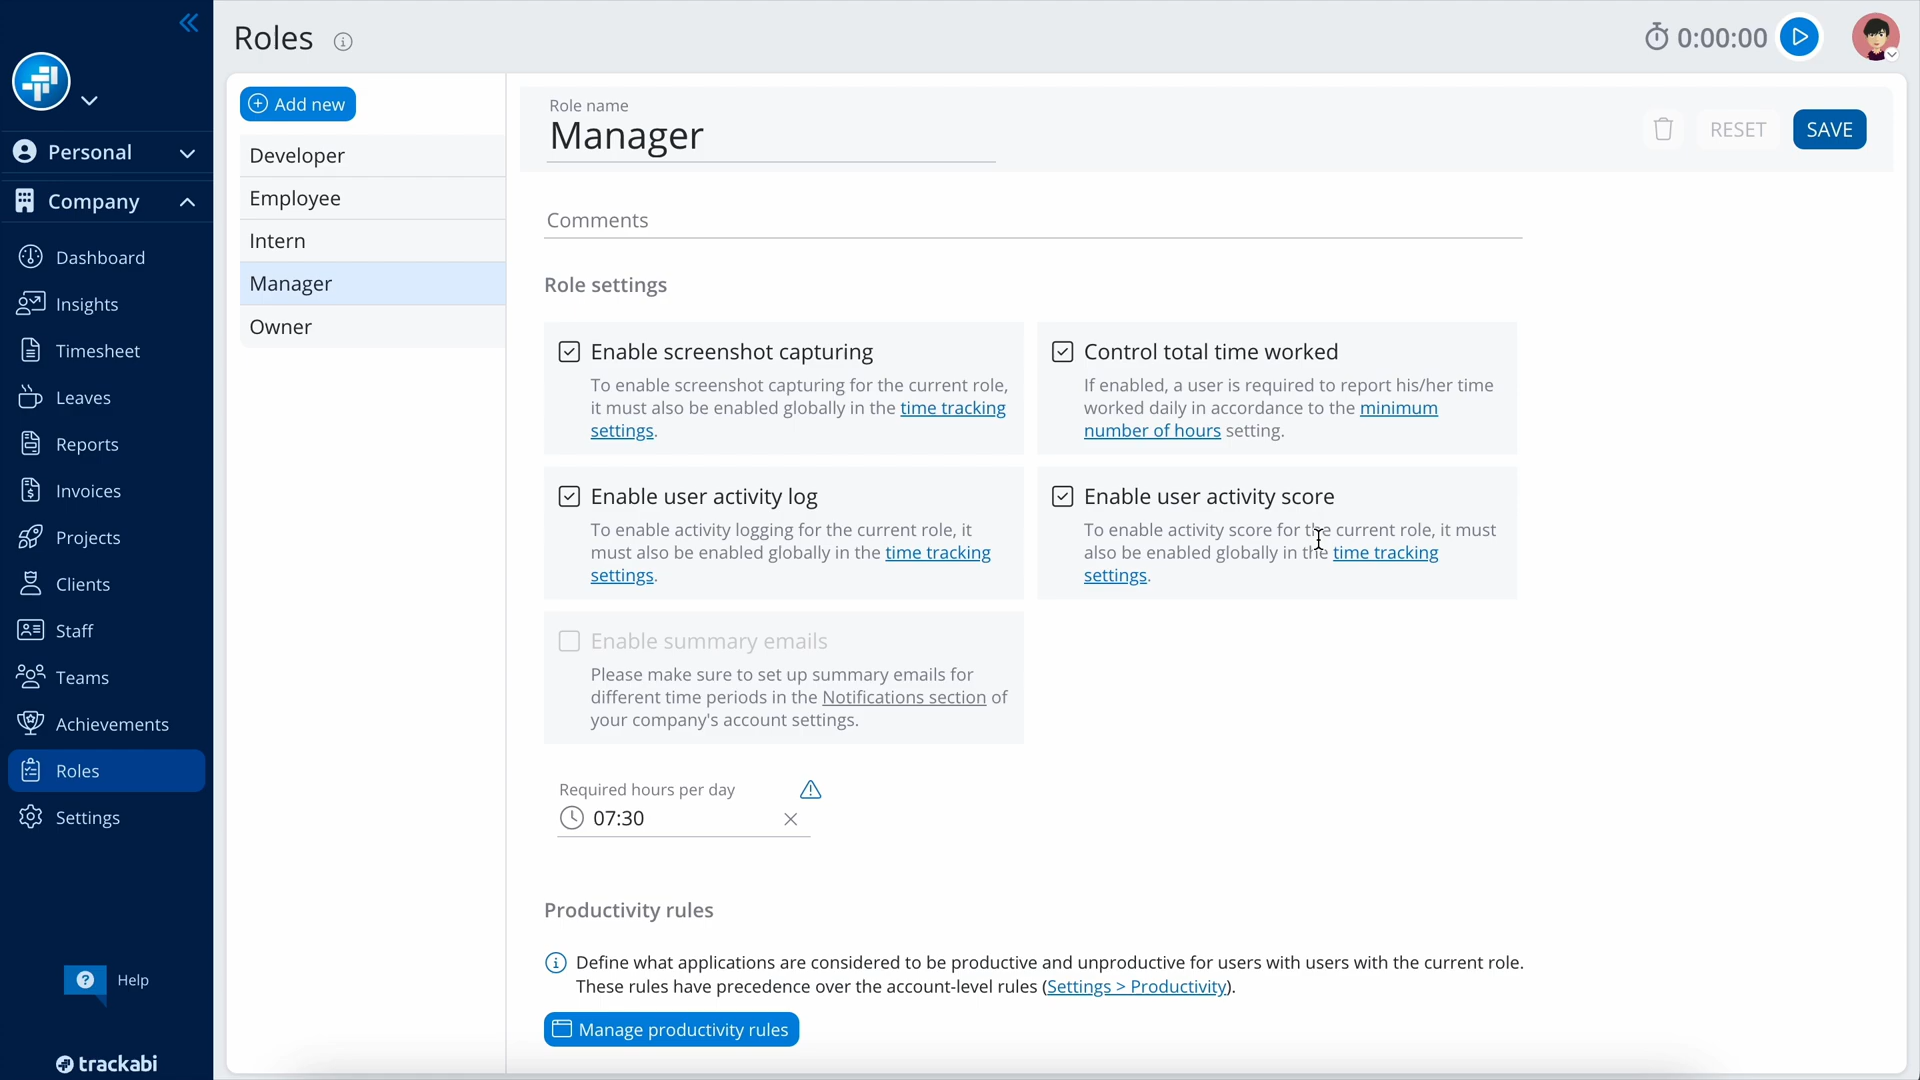 Roles
0:00:00
Personal
Company
Dashboard
Insights
Timesheet
Leaves
Reports
Invoices
Projects
Clients
Staff
Teams
Achievements
Roles
Settings
Help
trackabi
Add new
Developer
Employee
Intern
Manager
Owner
Role name
Manager
RESET
SAVE
Comments
Role settings
Enable screenshot capturing
To enable screenshot capturing for the current role,
it must also be enabled globally in the time tracking
settings.
Control total time worked
If enabled, a user is required to report his/her time
worked daily in accordance to the minimum
number of hours setting.
Enable user activity log
To enable activity logging for the current role, it
must also be enabled globally in the time tracking
settings.
Enable user activity score
To enable activity score for the current role, it must
also be enabled globally in the time tracking
settings.
Enable summary emails
Please make sure to set up summary emails for
different time periods in the Notifications section of
your company's account settings.
Required hours per day
07:30
Productivity rules
Define what applications are considered to be productive and unproductive for users with users with the current role.
These rules have precedence over the account-level rules (Settings > Productivity).
Manage productivity rules